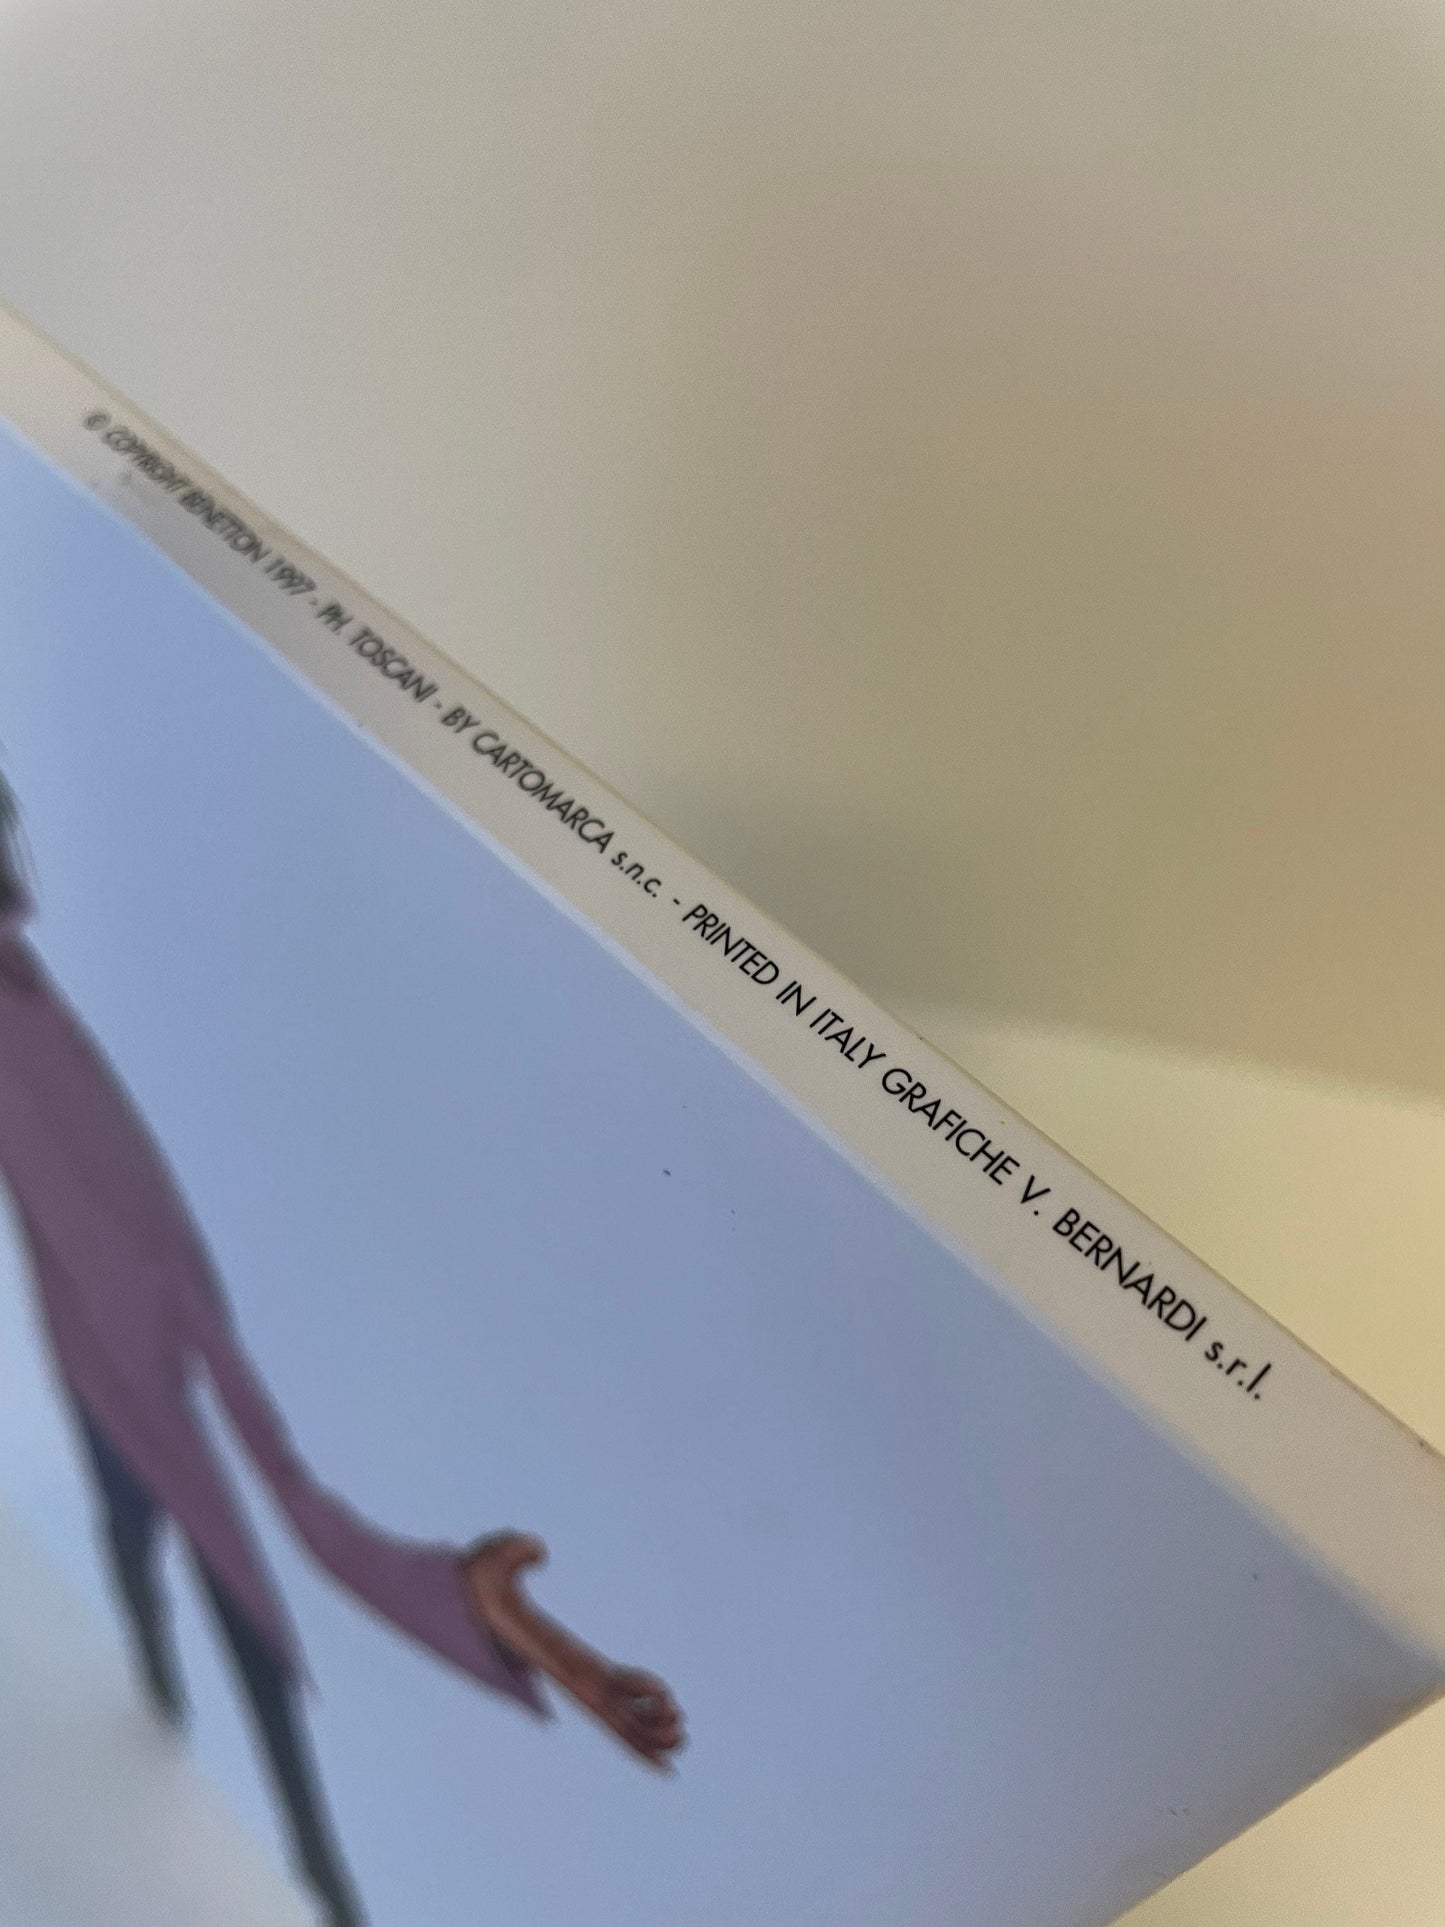 © COPYRIGHT BENETTON 1997 - PH. TOSCANI - BY CARTOMARCA s.n.c. - PRINTED IN ITALY GRAFICHE V. BERNARDI s.r.l.